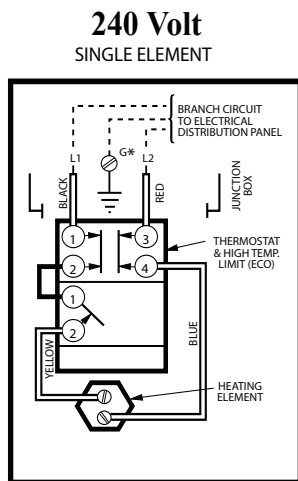 240 Volt
SINGLE ELEMENT
BRANCH CIRCUIT
TO ELECTRICAL
DISTRIBUTION PANEL
G*
L1
L2
BLACK
RED
JUNCTION
BOX
1
3
THERMOSTAT
& HIGH TEMP.
LIMIT (ECO)
2
4
1
2
YELLOW
BLUE
HEATING
ELEMENT